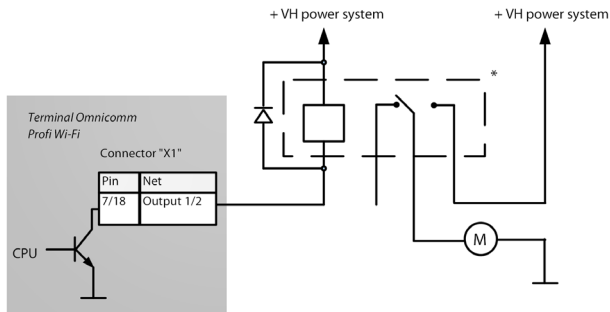 + VH power system
+ VH power system
*
Terminal Omnicomm
Profi Wi-Fi
Connector "X1"
Pin Net
7/18 Output 1/2
CPU
M